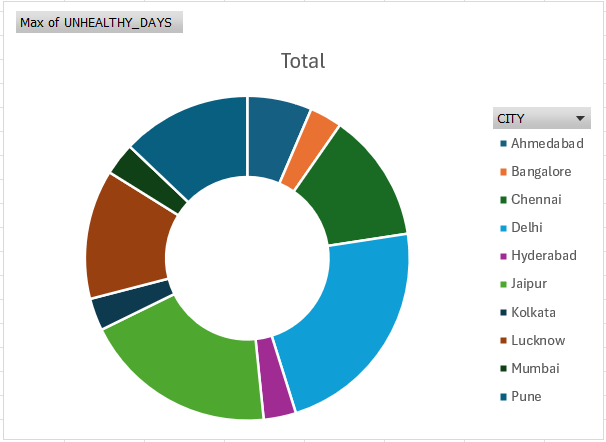 Max of UNHEALTHY_DAYS
Total
CITY
Ahmedabad
Bangalore
Chennai
Delhi
Hyderabad
Jaipur
Kolkata
Lucknow
Mumbai
Pune